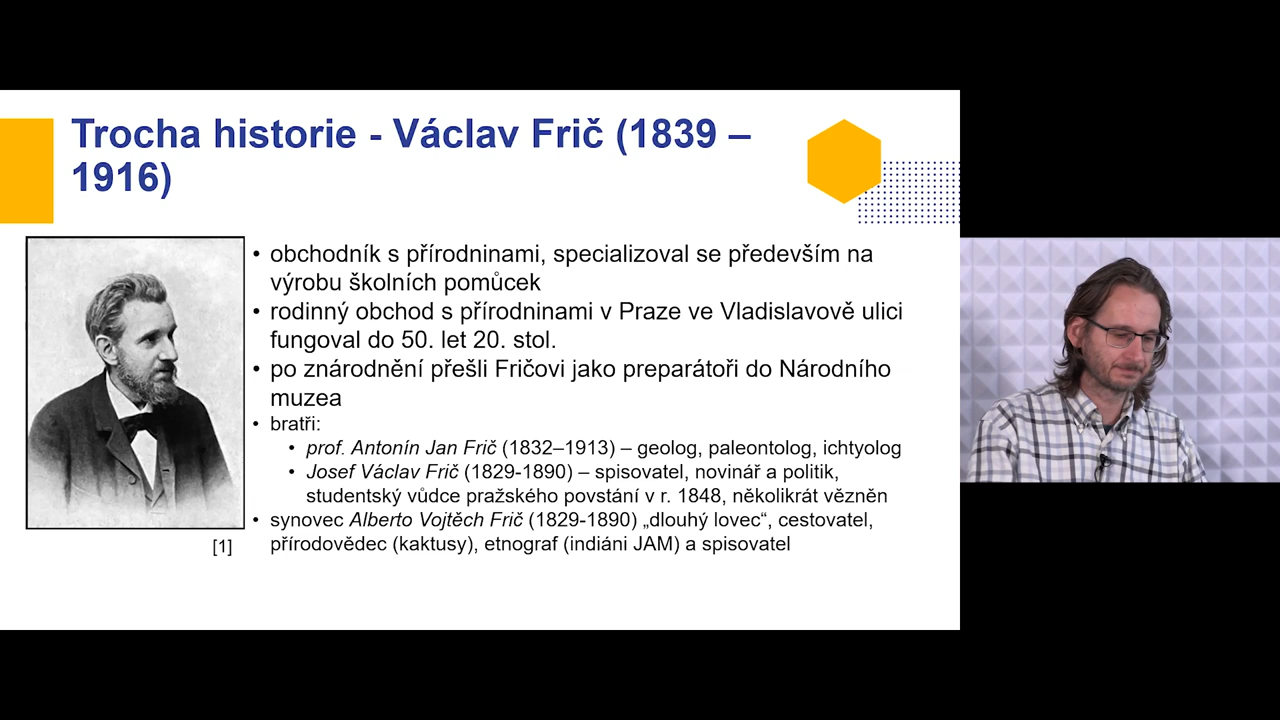 Trocha historie - Václav Frič (1839 –
1916)
• obchodník s přírodninami, specializoval se především na
výrobu školních pomůcek
• rodinný obchod s přírodninami v Praze ve Vladislavově ulici
fungoval do 50. let 20. stol.
• po znárodnění přešli Fričovi jako preparátoři do Národního
muzea
• bratři:
• prof. Antonín Jan Frič (1832–1913) – geolog, paleontolog, ichtyolog
• Josef Václav Frič (1829-1890) – spisovatel, novinář a politik,
studentský vůdce pražského povstání v r. 1848, několikrát vězněn
• synovec Alberto Vojtěch Frič (1829-1890) „dlouhý lovec“, cestovatel,
přírodovědec (kaktusy), etnograf (indiáni JAM) a spisovatel
[1]